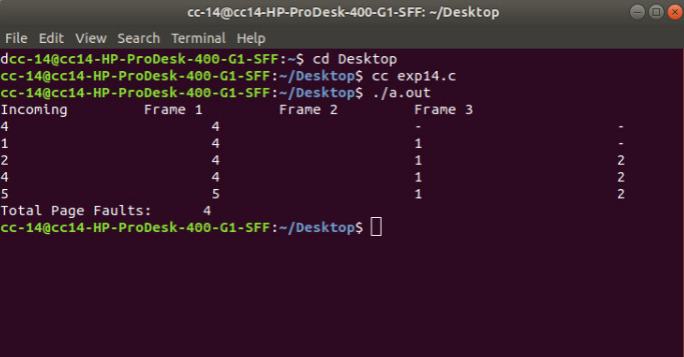 cc-14@cc14-HP-ProDesk-400-G1-SFF: ~/Desktop
File Edit View Search Terminal Help
dcc-14@cc14-HP-ProDesk-400-G1-SFF:~$ cd Desktop
cc-14@cc14-HP-ProDesk-400-G1-SFF:~/Desktop$ cc exp14.c
cc-14@cc14-HP-ProDesk-400-G1-SFF:~/Desktop$ ./a.out
Incoming Frame 1 Frame 2 Frame 3
4 4 - -
1 4 1 -
2 4 1 2
4 4 1 2
5 5 1 2
Total Page Faults: 4
cc-14@cc14-HP-ProDesk-400-G1-SFF:~/Desktop$